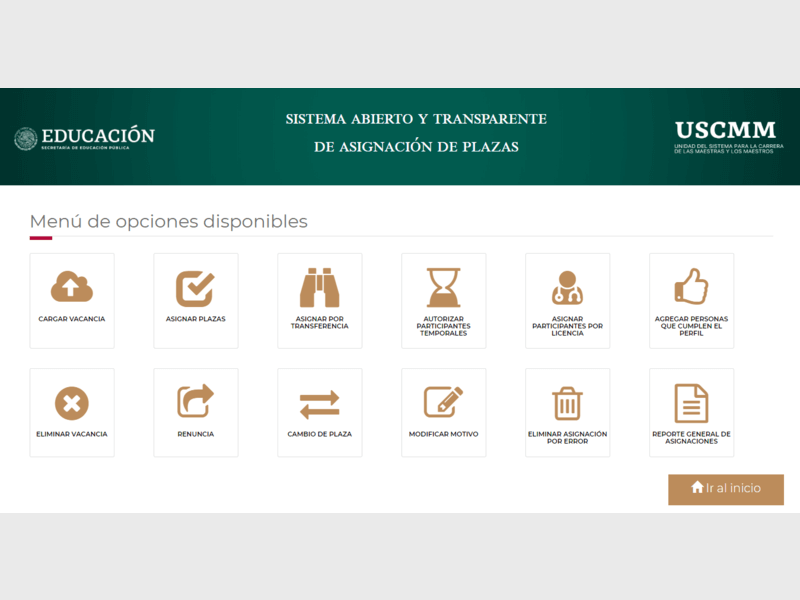 EDUCACIÓN
SECRETARÍA DE EDUCACIÓN PÚBLICA
SISTEMA ABIERTO Y TRANSPARENTE
DE ASIGNACIÓN DE PLAZAS
USCMM
UNIDAD DEL SISTEMA PARA LA CARRERA
DE LAS MAESTRAS Y LOS MAESTROS
Menú de opciones disponibles
CARGAR VACANCIA
ASIGNAR PLAZAS
ASIGNAR POR
TRANSFERENCIA
AUTORIZAR
PARTICIPANTES
TEMPORALES
ASIGNAR
PARTICIPANTES POR
LICENCIA
AGREGAR PERSONAS
QUE CUMPLEN EL
PERFIL
ELIMINAR VACANCIA
RENUNCIA
CAMBIO DE PLAZA
MODIFICAR MOTIVO
ELIMINAR ASIGNACIÓN
POR ERROR
REPORTE GENERAL DE
ASIGNACIONES
Ir al inicio